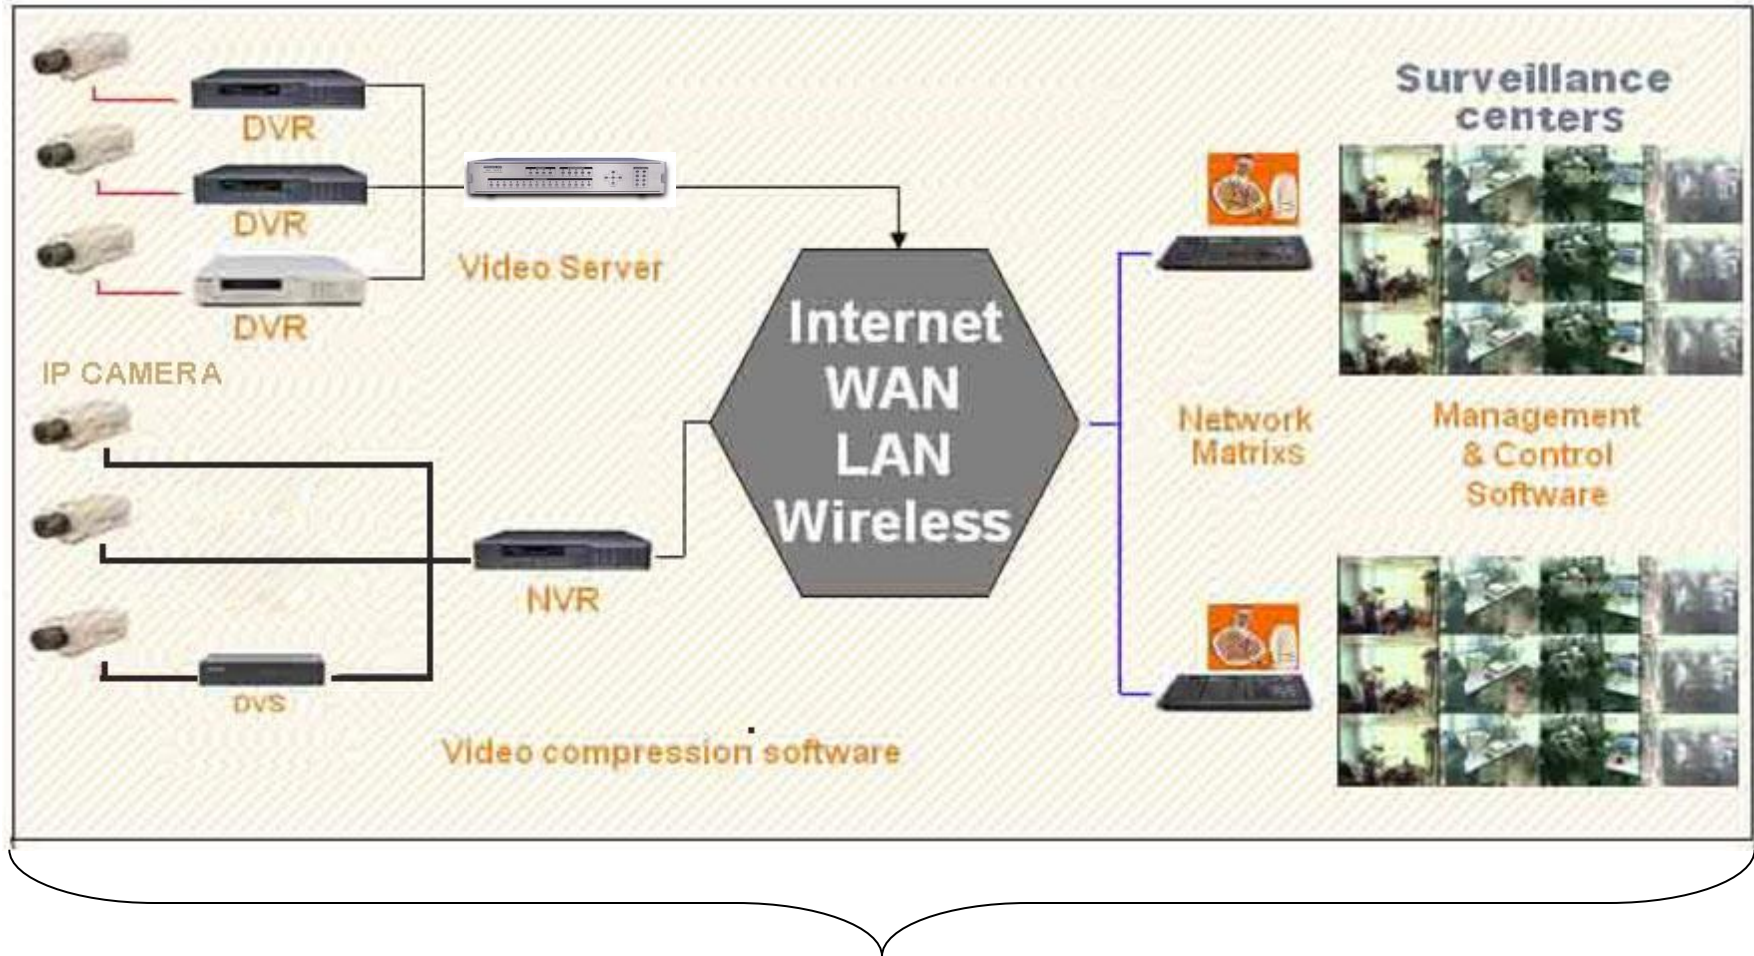 Surveillance
centers
DVR
DVR
Video Server
DVR
IP CAMERA
Internet
WAN
LAN
Wireless
Network
Matrixs
Management
& Control
Software
NVR
DVS
Video compression software